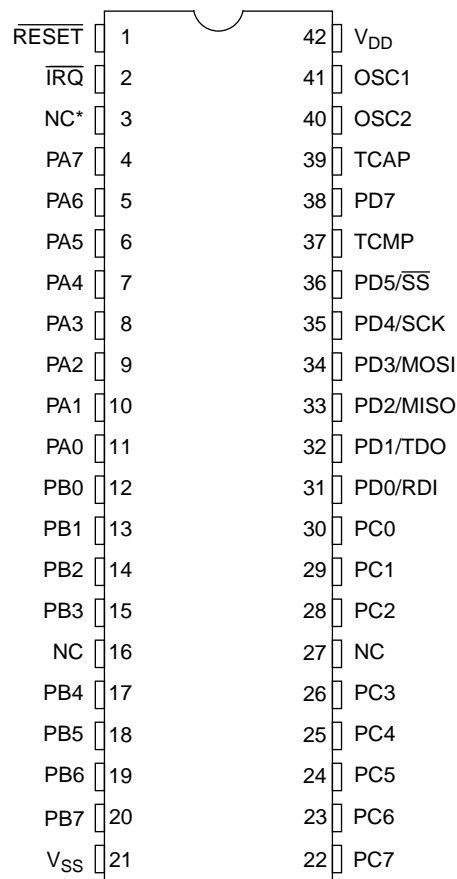 RESET 1 42 VDD
IRQ 2 41 OSC1
NC* 3 40 OSC2
PA7 4 39 TCAP
PA6 5 38 PD7
PA5 6 37 TCMP
PA4 7 36 PD5/SS
PA3 8 35 PD4/SCK
PA2 9 34 PD3/MOSI
PA1 10 33 PD2/MISO
PA0 11 32 PD1/TDO
PB0 12 31 PD0/RDI
PB1 13 30 PC0
PB2 14 29 PC1
PB3 15 28 PC2
NC 16 27 NC
PB4 17 26 PC3
PB5 18 25 PC4
PB6 19 24 PC5
PB7 20 23 PC6
VSS 21 22 PC7